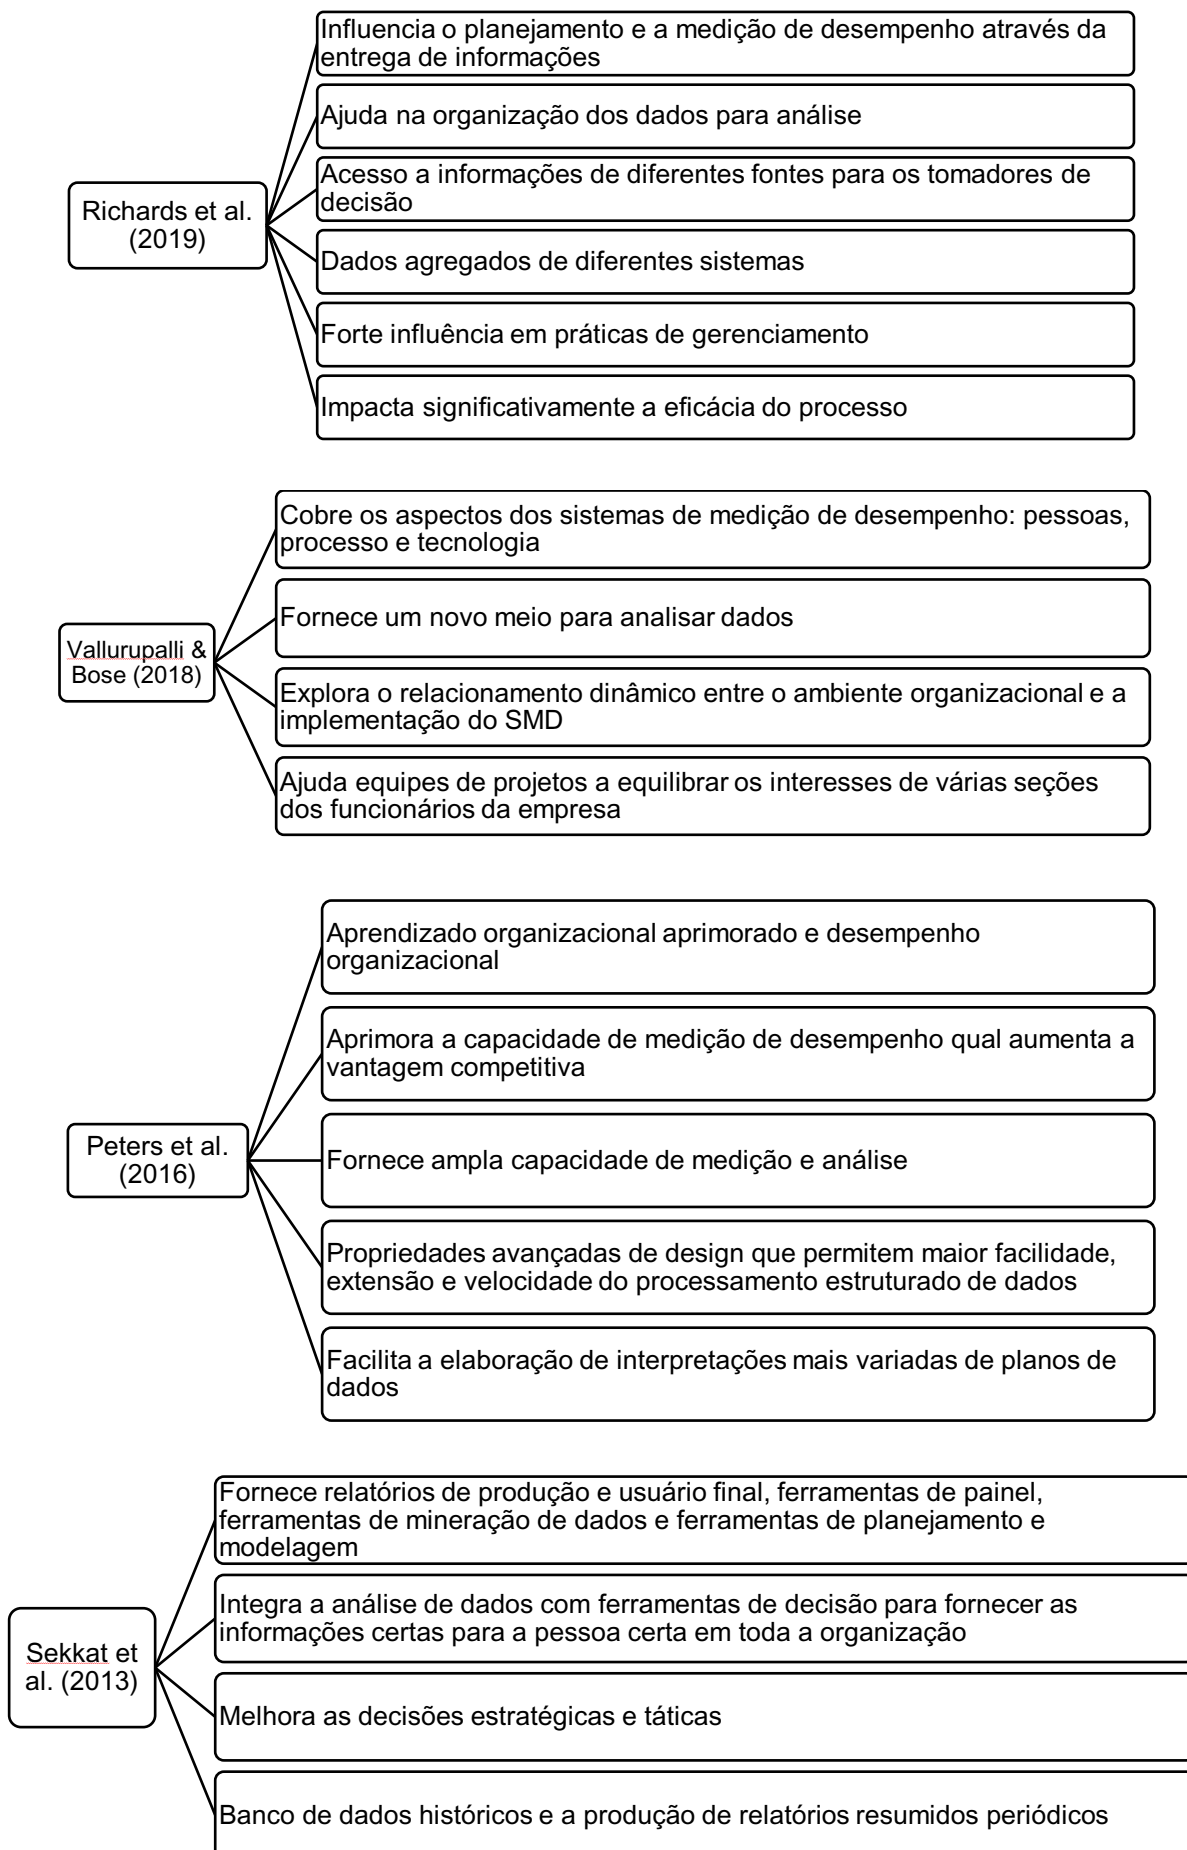 Richards et al.
(2019)
Influencia o planejamento e a medição de desempenho através da
entrega de informações
Ajuda na organização dos dados para análise
Acesso a informações de diferentes fontes para os tomadores de
decisão
Dados agregados de diferentes sistemas
Forte influência em práticas de gerenciamento
Impacta significativamente a eficácia do processo
Vallurupalli &
Bose (2018)
Cobre os aspectos dos sistemas de medição de desempenho: pessoas,
processo e tecnologia
Fornece um novo meio para analisar dados
Explora o relacionamento dinâmico entre o ambiente organizacional e a
implementação do SMD
Ajuda equipes de projetos a equilibrar os interesses de várias seções
dos funcionários da empresa
Peters et al.
(2016)
Aprendizado organizacional aprimorado e desempenho
organizacional
Aprimora a capacidade de medição de desempenho qual aumenta a
vantagem competitiva
Fornece ampla capacidade de medição e análise
Propriedades avançadas de design que permitem maior facilidade,
extensão e velocidade do processamento estruturado de dados
Facilita a elaboração de interpretações mais variadas de planos de
dados
Sekkat et
al. (2013)
Fornece relatórios de produção e usuário final, ferramentas de painel,
ferramentas de mineração de dados e ferramentas de planejamento e
modelagem
Integra a análise de dados com ferramentas de decisão para fornecer as
informações certas para a pessoa certa em toda a organização
Melhora as decisões estratégicas e táticas
Banco de dados históricos e a produção de relatórios resumidos periódicos